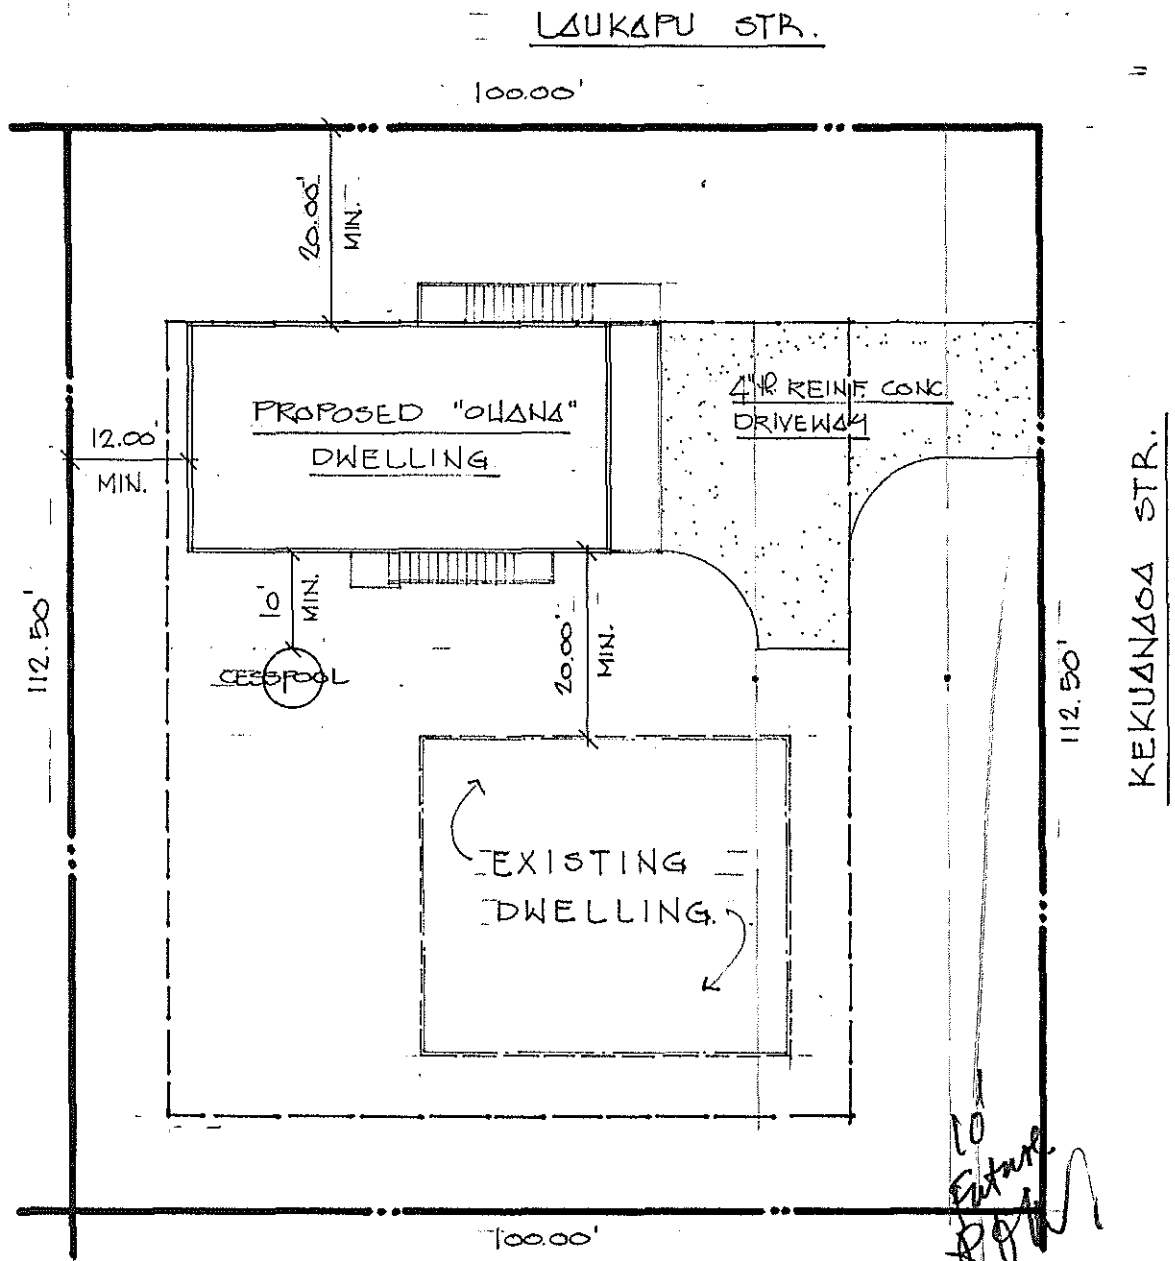 LAUKAPU STR.
100.00'
20.00'
MIN.
4" REINF. CONC
DRIVEWAY
PROPOSED "OHANA"
DWELLING
12.00'
MIN.
10'
MIN.
20.00'
MIN.
CESSPOOL
112.50'
112.50'
KEKUANAOA STR.
EXISTING
DWELLING
10'
Future
100.00'